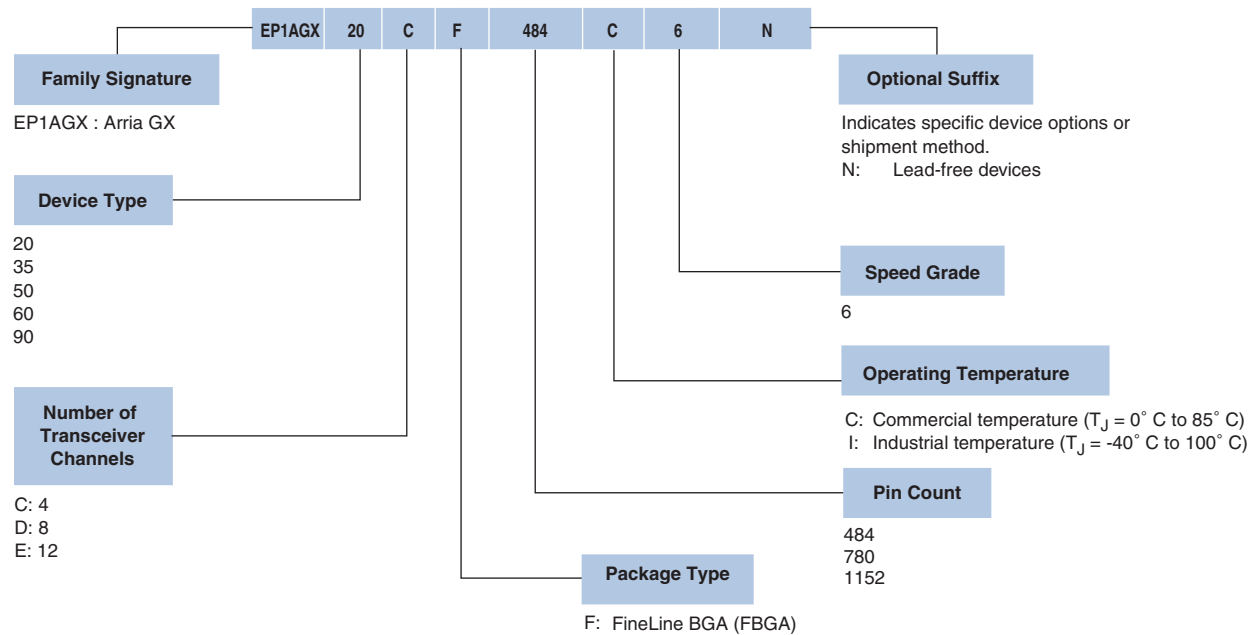 EP1AGX 20 C F 484 C 6 N
Family Signature
EP1AGX : Arria GX
Device Type
20
35
50
60
90
Number of
Transceiver
Channels
C: 4
D: 8
E: 12
Package Type
F: FineLine BGA (FBGA)
Optional Suffix
Indicates specific device options or
shipment method.
N: Lead-free devices
Speed Grade
6
Operating Temperature
C: Commercial temperature (TJ = 0˚ C to 85˚ C)
I: Industrial temperature (TJ = -40˚ C to 100˚ C)
Pin Count
484
780
1152